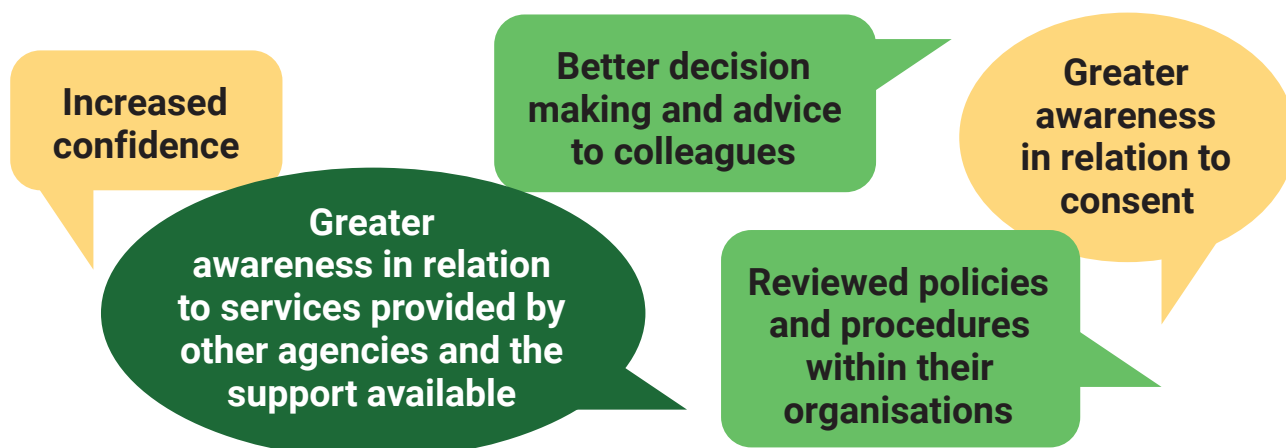 Increased
confidence
Better decision
making and advice
to colleagues
Greater
awareness
in relation to
consent
Greater
awareness in relation
to services provided by
other agencies and the
support available
Reviewed policies
and procedures
within their
organisations